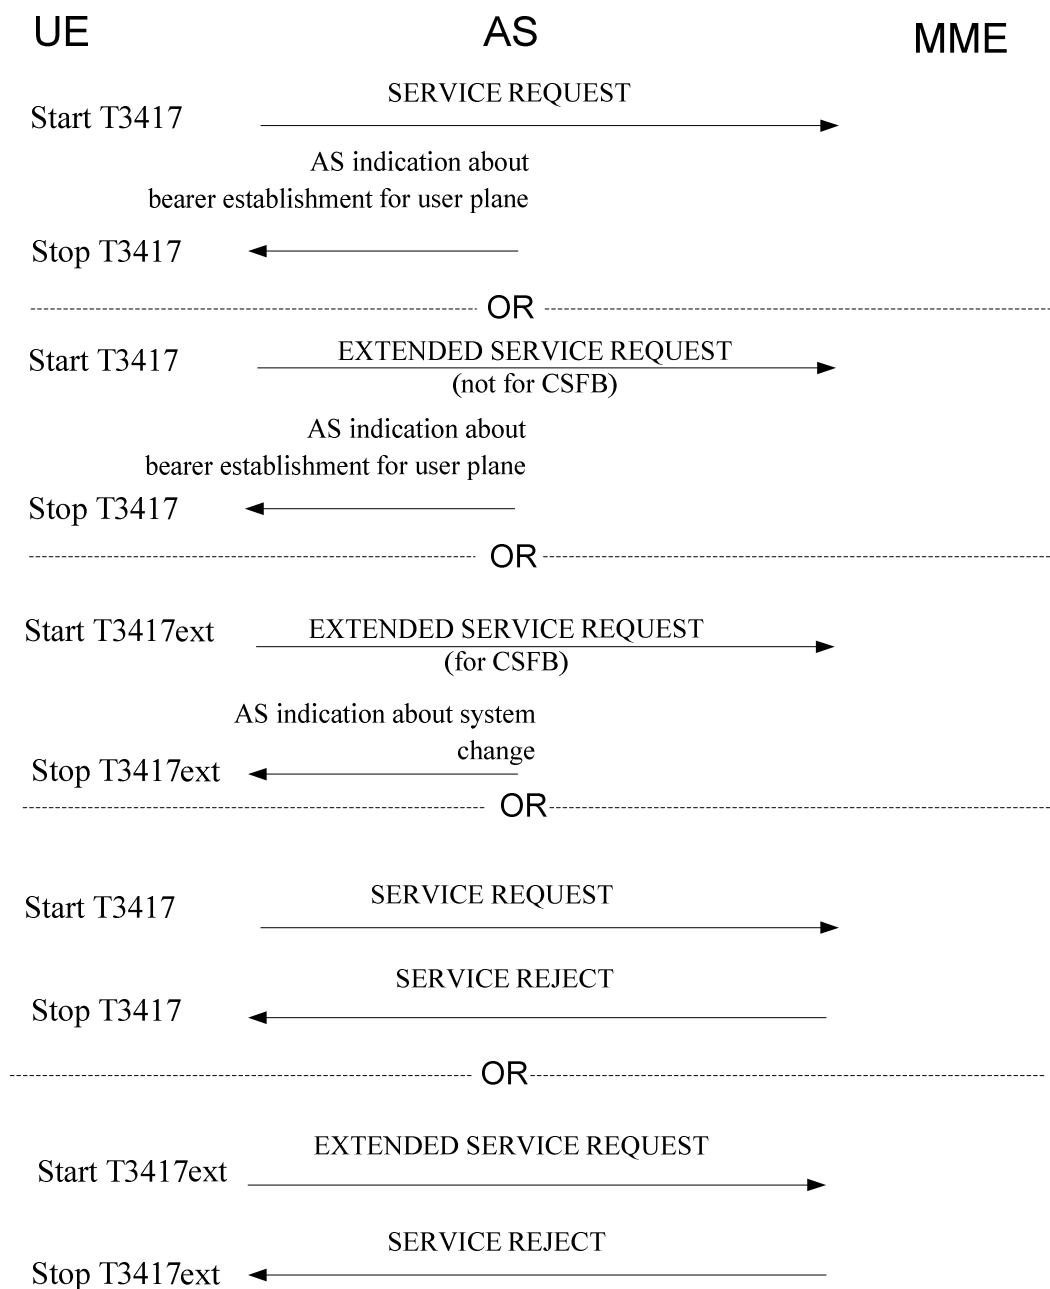 UE AS MME
SERVICE REQUEST
Start T3417
AS indication about
bearer establishment for user plane
Stop T3417
OR
EXTENDED SERVICE REQUEST
Start T3417
(not for CSFB)
AS indication about
bearer establishment for user plane
Stop T3417
OR
Start T3417ext
EXTENDED SERVICE REQUEST
(for CSFB)
AS indication about system
change
Stop T3417ext
OR
SERVICE REQUEST
Start T3417
SERVICE REJECT
Stop T3417
OR
EXTENDED SERVICE REQUEST
Start T3417ext
SERVICE REJECT
Stop T3417ext